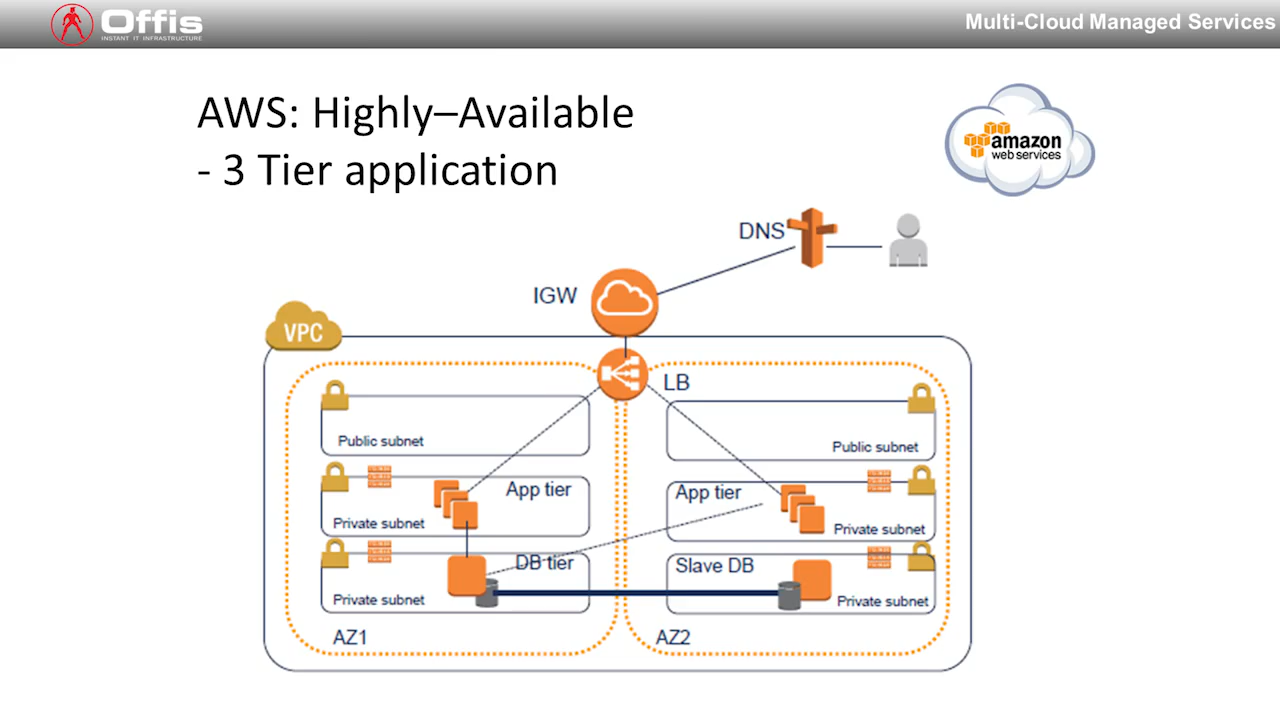 Offis
INSTANT IT INFRASTRUCTURE
Multi-Cloud Managed Services
AWS: Highly–Available
- 3 Tier application
amazon
web services
DNS
IGW
VPC
LB
Public subnet
Public subnet
App tier
Private subnet
App tier
Private subnet
DB tier
Private subnet
Slave DB
Private subnet
AZ1
AZ2